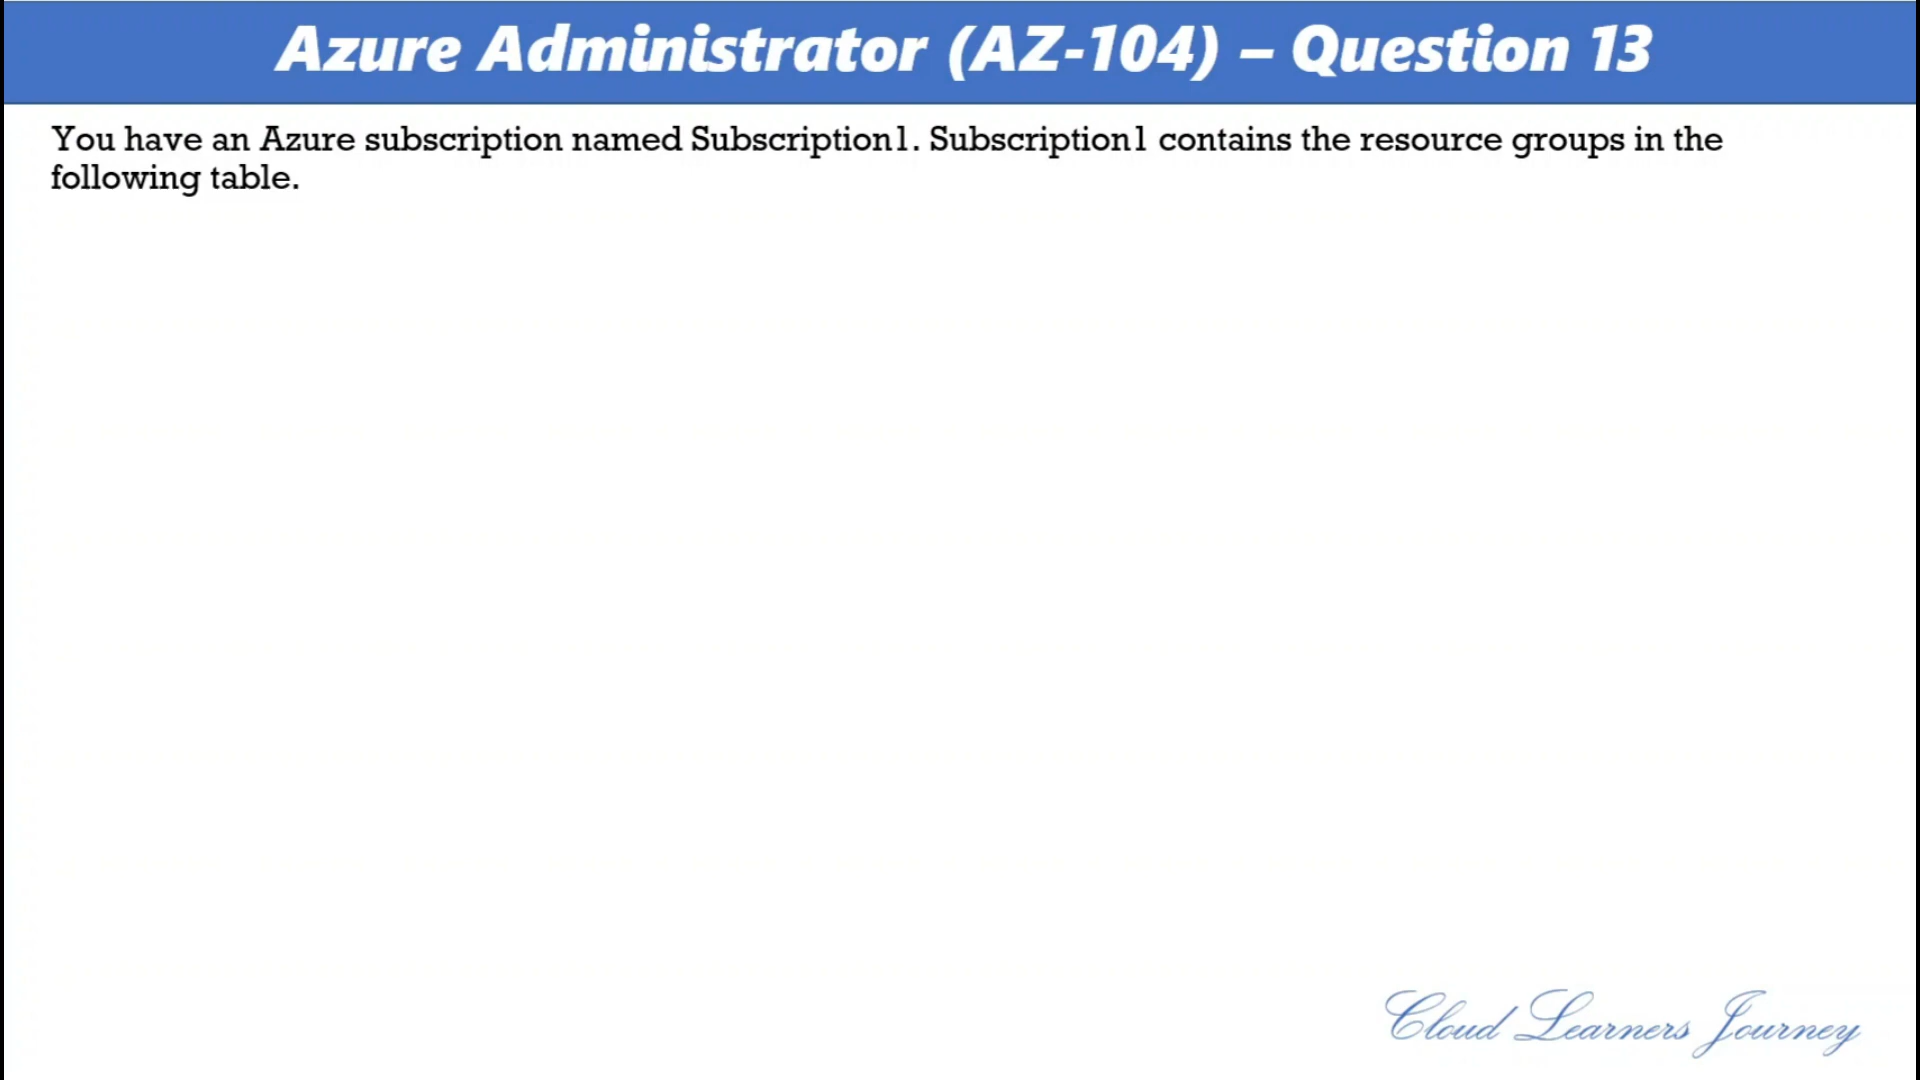 Azure Administrator (AZ-104) – Question 13
You have an Azure subscription named Subscription1. Subscription1 contains the resource groups in the
following table.
Cloud Learners Journey